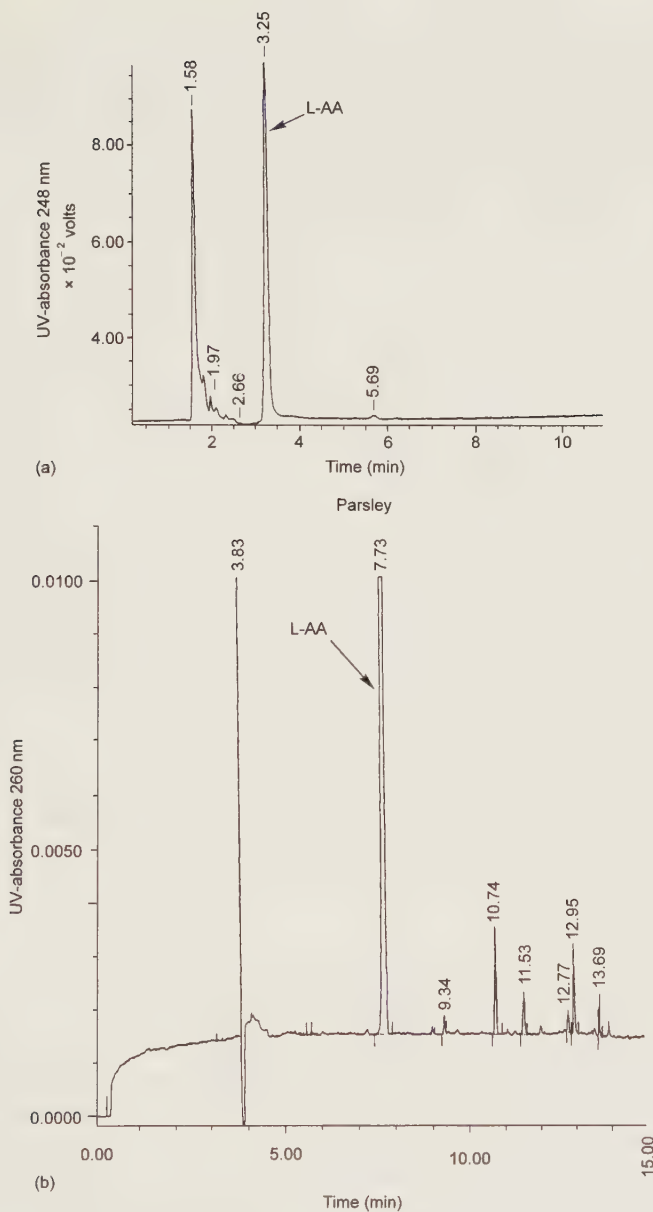 1.58
3.25
L-AA
8.00
6.00
4.00
UV-absorbance 248 nm
× 10⁻² volts
1.97
2.66
5.69
2
4
6
8
10
Time (min)
(a)
Parsley
3.83
7.73
0.0100
L-AA
UV-absorbance 260 nm
0.0050
10.74
12.95
11.53
13.69
12.77
9.34
0.0000
0.00
5.00
10.00
15.00
Time (min)
(b)